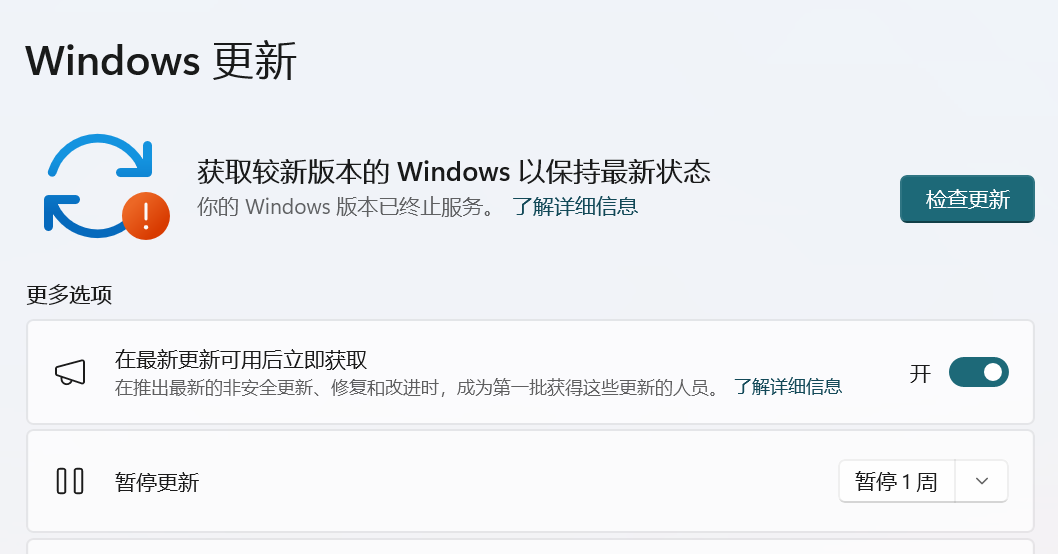 Windows 更新
获取较新版本的 Windows 以保持最新状态
你的 Windows 版本已终止服务。 了解详细信息
检查更新
更多选项
在最新更新可用后立即获取
在推出最新的非安全更新、修复和改进时，成为第一批获得这些更新的人员。 了解详细信息
开
暂停更新
暂停 1 周